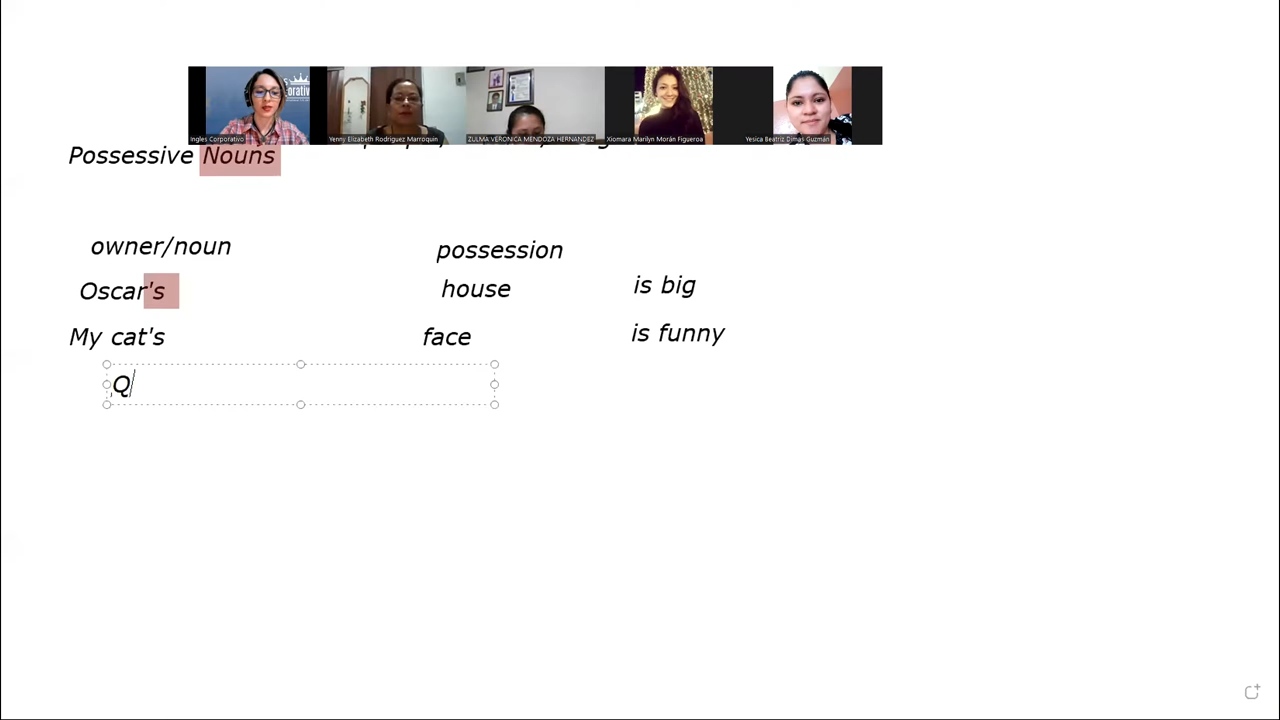 Ingles Corporativo
Yenny Elizabeth Rodriguez Marroquin
ZULMA VERONICA MENDOZA HERNANDEZ
Xiomara Marilyn Morán Figueroa
Yesica Beatriz Dimas Guzmán
Possessive Nouns
owner/noun possession
Oscar's house is big
My cat's face is funny
,Q